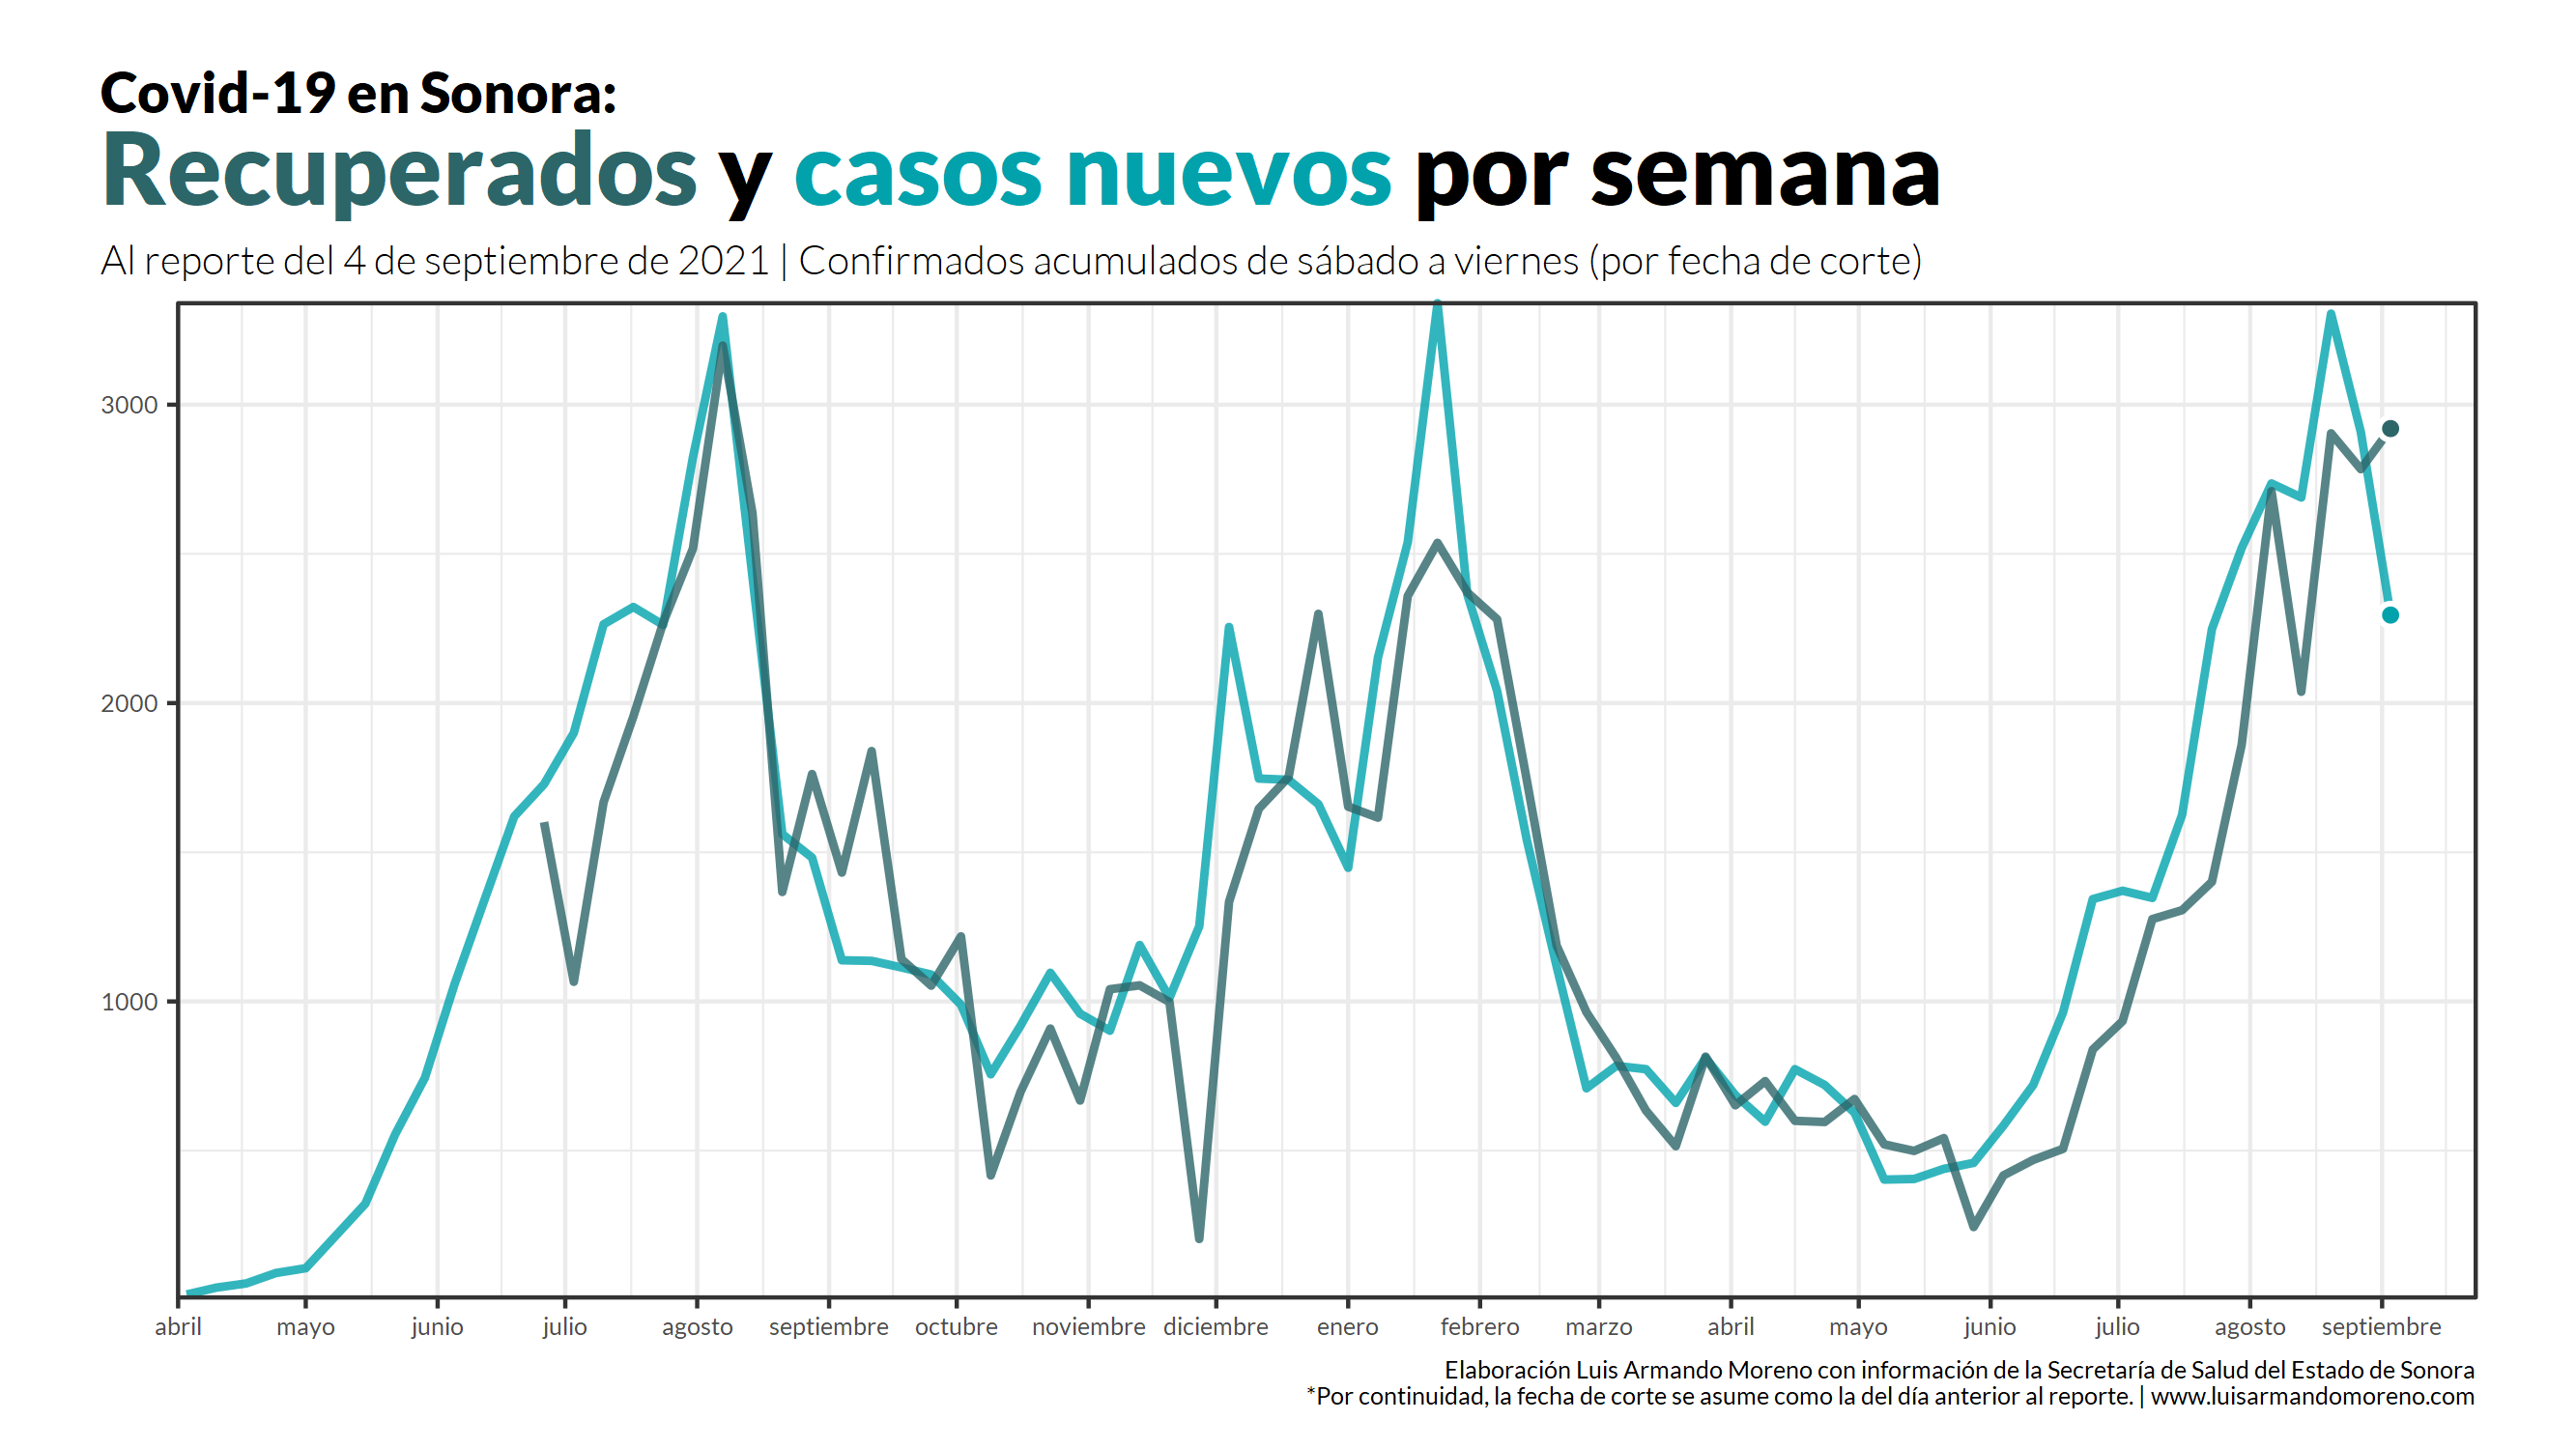 Covid-19 en Sonora:
Recuperados y casos nuevos por semana
Al reporte del 4 de septiembre de 2021 | Confirmados acumulados de sábado a viernes (por fecha de corte)
3000
2000
1000
abril mayo junio julio agosto septiembre octubre noviembre diciembre enero febrero marzo abril mayo junio julio agosto septiembre
Elaboración Luis Armando Moreno con información de la Secretaría de Salud del Estado de Sonora
*Por continuidad, la fecha de corte se asume como la del día anterior al reporte. | www.luisarmandomoreno.com